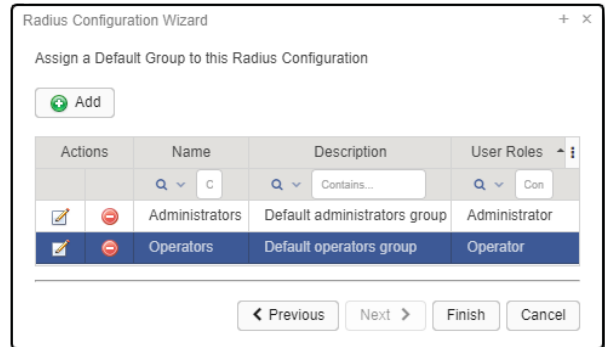 Radius Configuration Wizard + ×
Assign a Default Group to this Radius Configuration
Add
Actions Name Description User Roles
C Contains... Con
Administrators Default administrators group Administrator
Operators Default operators group Operator
Previous Next Finish Cancel